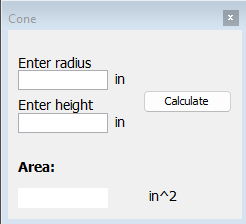 Cone
x
Enter radius
in
Calculate
Enter height
in
Area:
in^2